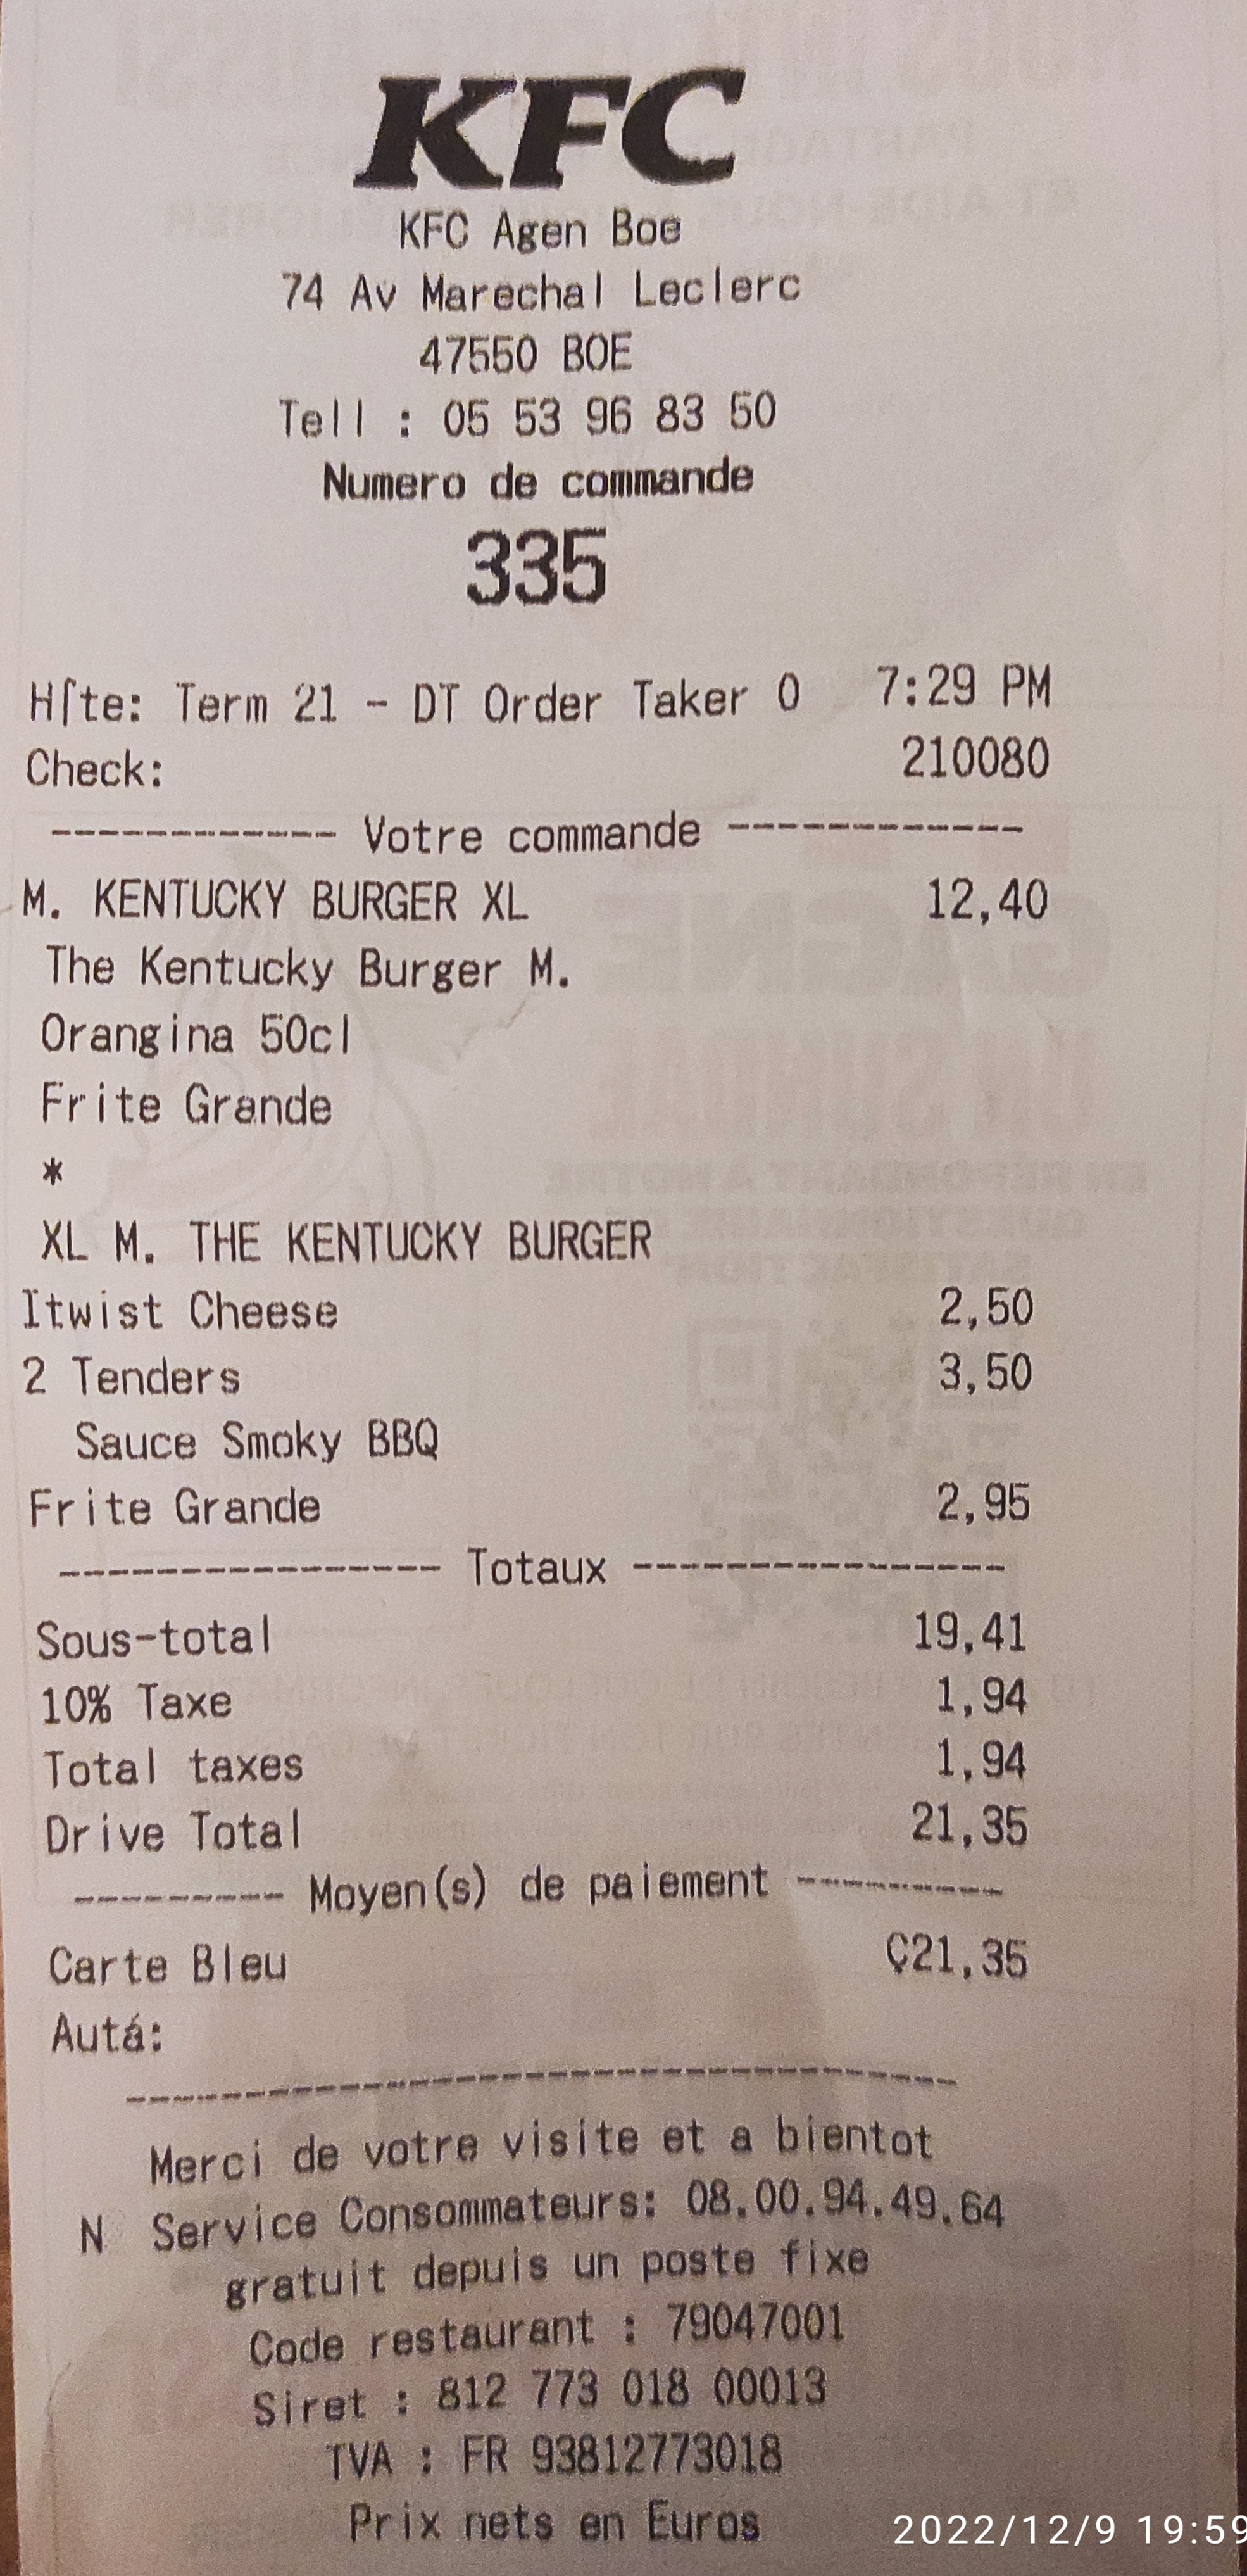 KFC
KFC Agen Boe
74 Av Marechal Leclerc
47550 BOE
Tell : 05 53 96 83 50
Numero de commande
335
H⌠te: Term 21 - DT Order Taker 0 7:29 PM
Check: 210080
------------ Votre commande ------------
M. KENTUCKY BURGER XL 12,40
The Kentucky Burger M.
Orangina 50cl
Frite Grande
*
XL M. THE KENTUCKY BURGER
Itwist Cheese 2,50
2 Tenders 3,50
Sauce Smoky BBQ
Frite Grande 2,95
---------------- Totaux ----------------
Sous-total 19,41
10% Taxe 1,94
Total taxes 1,94
Drive Total 21,35
--------- Moyen(s) de paiement ---------
Carte Bleu Ç21,35
Autá:
-----------------------------------
Merci de votre visite et a bientot
N Service Consommateurs: 08.00.94.49.64
gratuit depuis un poste fixe
Code restaurant : 79047001
Siret : 812 773 018 00013
TVA : FR 93812773018
Prix nets en Euros
2022/12/9 19:59